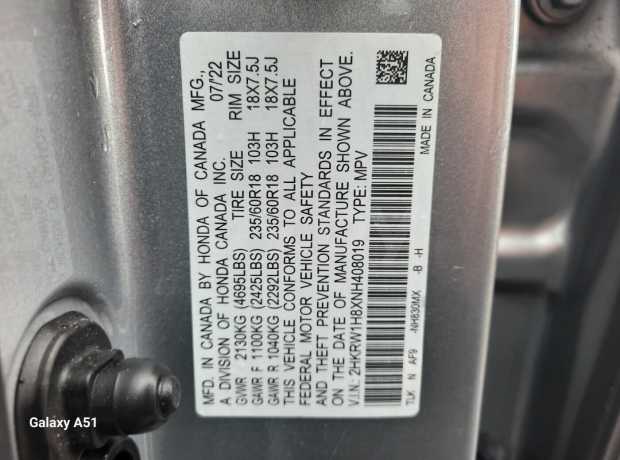 MFD. IN CANADA BY HONDA OF CANADA MFG.,
A DIVISION OF HONDA CANADA INC. 07/'22
GVWR 2130KG (4695LBS) TIRE SIZE RIM SIZE
GAWR F 1100KG (2425LBS) 235/60R18 103H 18X7.5J
GAWR R 1040KG (2292LBS) 235/60R18 103H 18X7.5J
THIS VEHICLE CONFORMS TO ALL APPLICABLE
FEDERAL MOTOR VEHICLE SAFETY
AND THEFT PREVENTION STANDARDS IN EFFECT
ON THE DATE OF MANUFACTURE SHOWN ABOVE.
V.I.N: 2HKRW1H8XNH408019 TYPE: MPV
TLK N AF9 -NH830MX -B -H
MADE IN CANADA
Galaxy A51